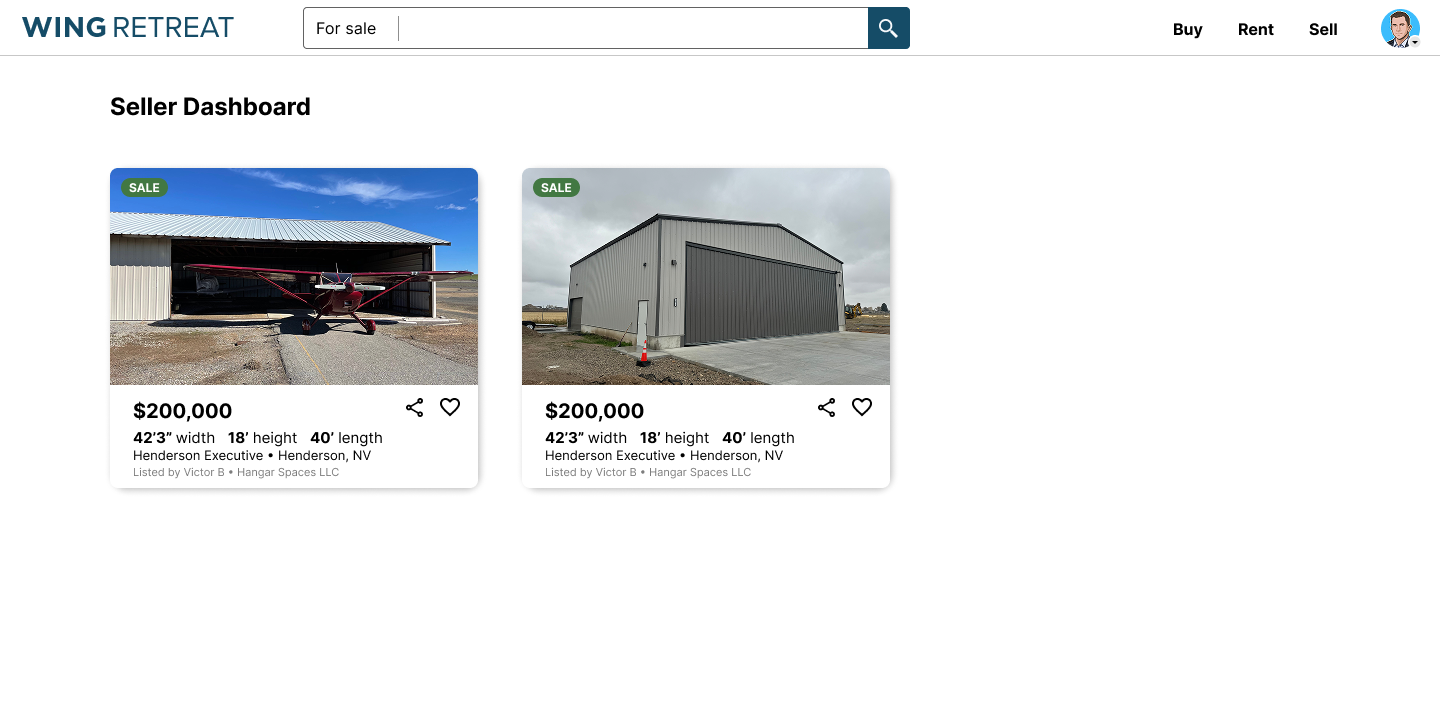 WING RETREAT
For sale
Buy
Rent
Sell
Seller Dashboard
SALE
$200,000
42’3” width 18’ height 40’ length
Henderson Executive • Henderson, NV
Listed by Victor B • Hangar Spaces LLC
SALE
$200,000
42’3” width 18’ height 40’ length
Henderson Executive • Henderson, NV
Listed by Victor B • Hangar Spaces LLC